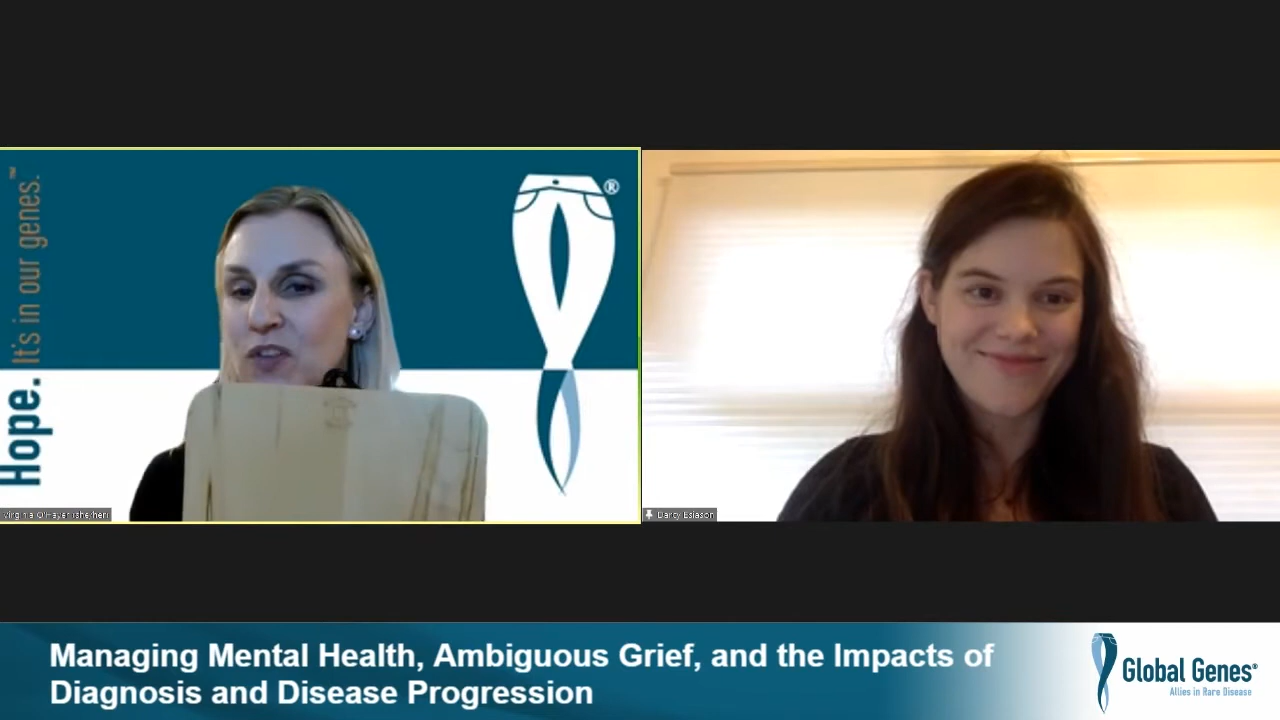 Hope. It's in our genes.™
®
Darcy Esiason
Managing Mental Health, Ambiguous Grief, and the Impacts of
Diagnosis and Disease Progression
Global Genes®
Allies in Rare Disease